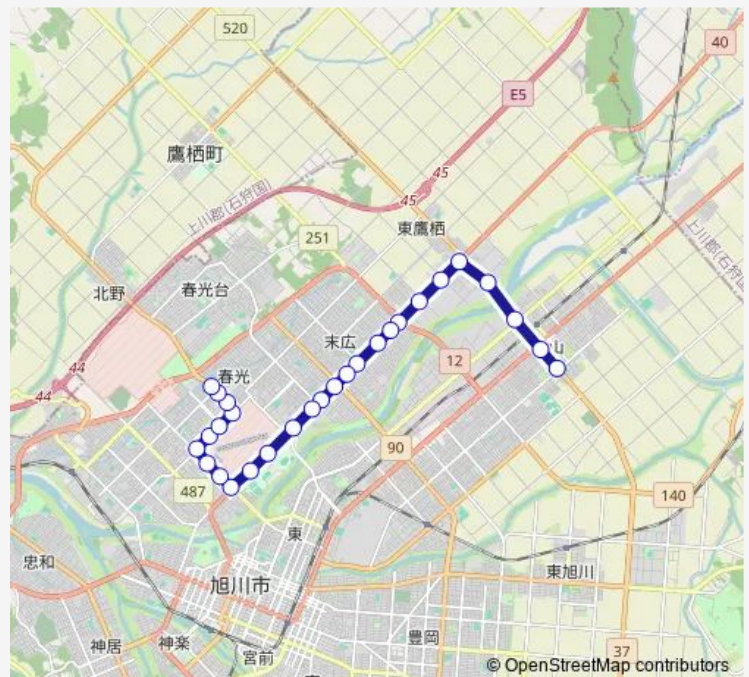 520
40
E5
鷹栖町
45
45
上川郡(石狩国)
東鷹栖
251
上川郡(石狩国)
北野
春光台
末広
12
44
春光
44
90
487
140
東
忠和
旭川市
東旭川
豊岡
神居
神楽
宮前
37
© OpenStreetMap contributors